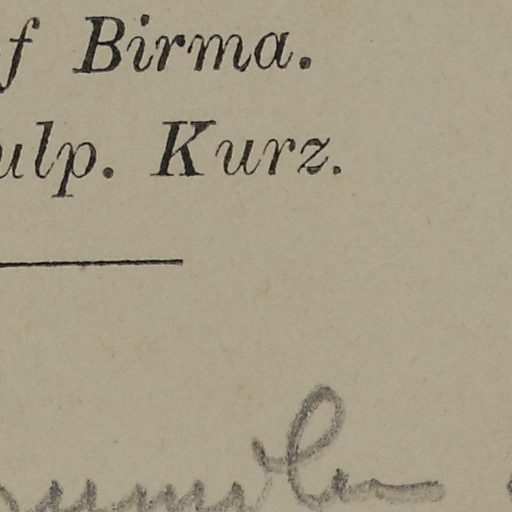 f Birma.
ulp. Kurz.